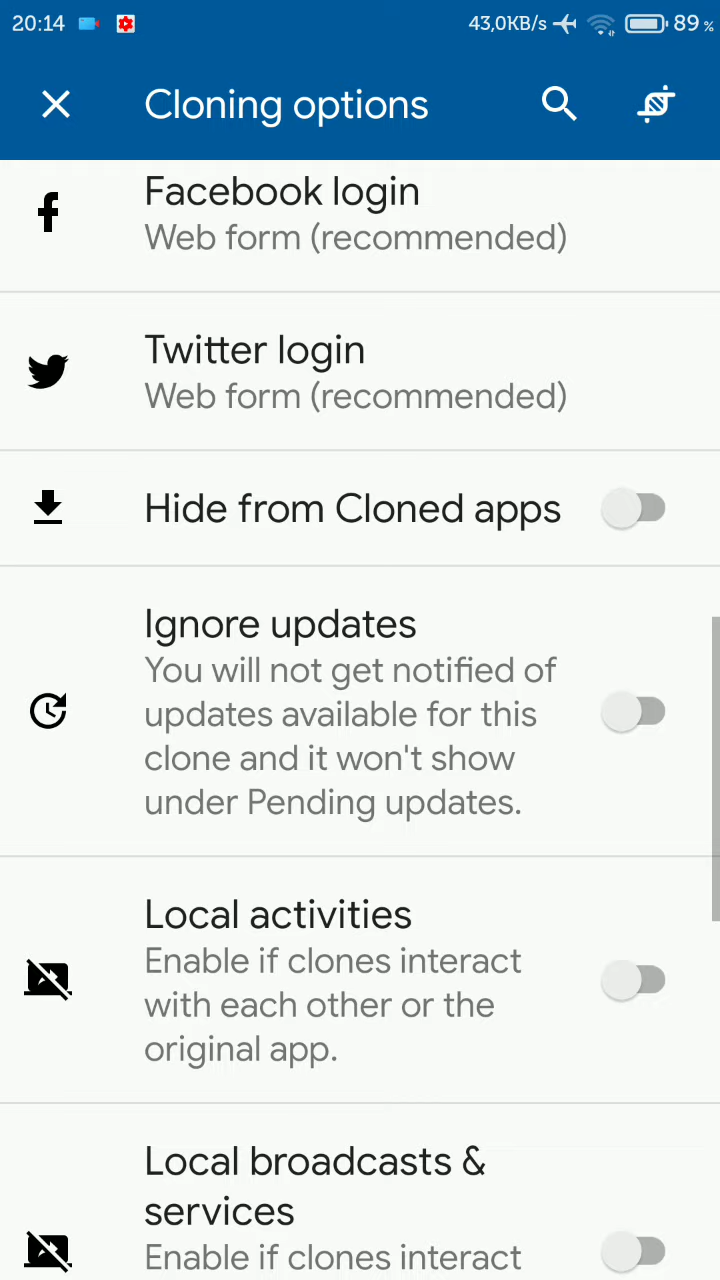 20:14 43,0KB/s 89 %
Cloning options
Facebook login
Web form (recommended)
Twitter login
Web form (recommended)
Hide from Cloned apps
Ignore updates
You will not get notified of
updates available for this
clone and it won't show
under Pending updates.
Local activities
Enable if clones interact
with each other or the
original app.
Local broadcasts &
services
Enable if clones interact